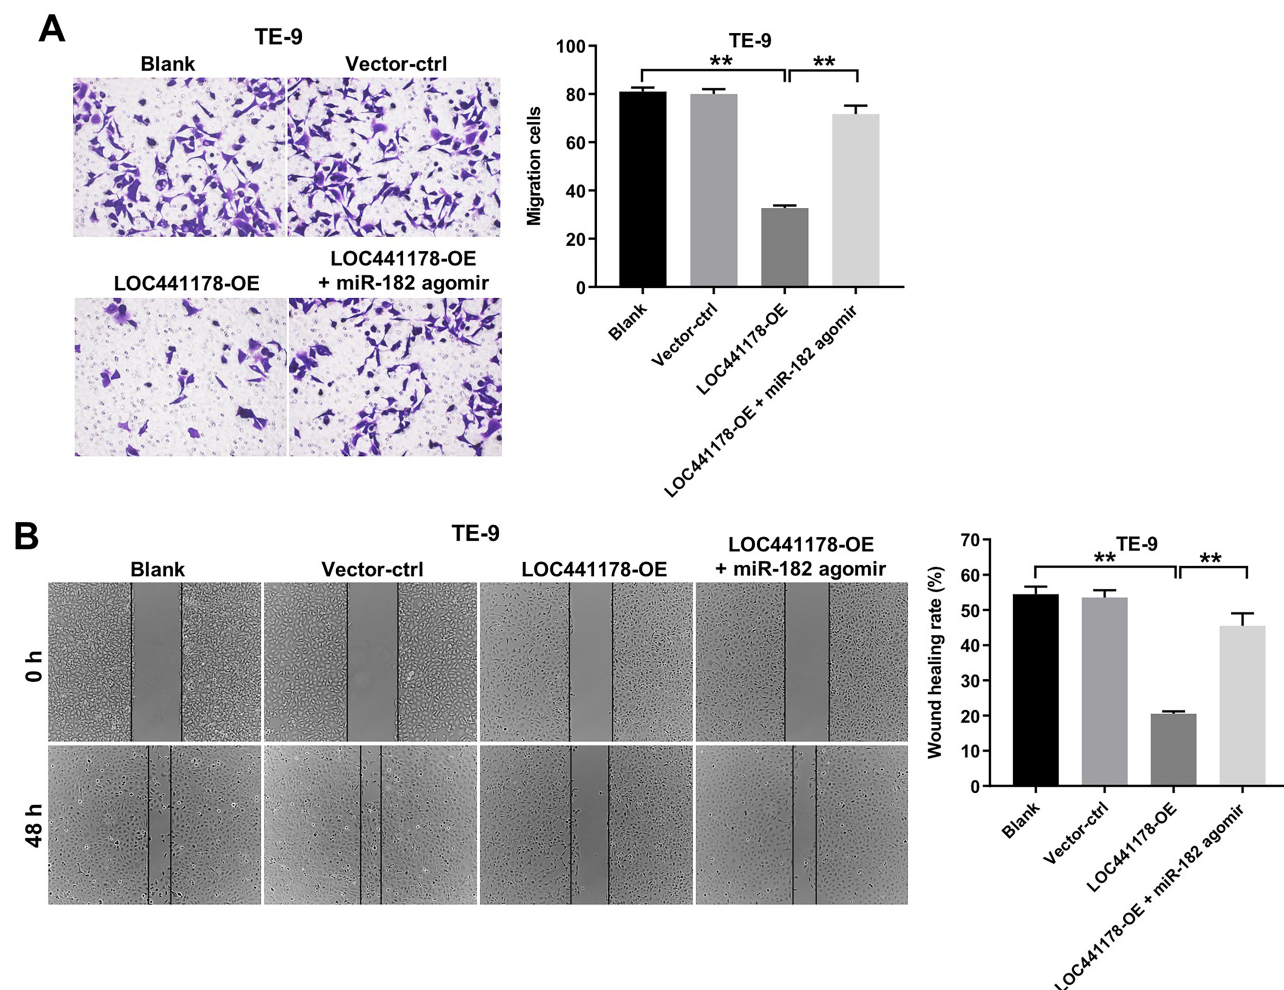 A
TE-9
Blank
Vector-ctrl
LOC441178-OE
LOC441178-OE
+ miR-182 agomir
TE-9
**
**
Migration cells
100
80
60
40
20
0
Blank
Vector-ctrl
LOC441178-OE
LOC441178-OE + miR-182 agomir
B
TE-9
Blank
Vector-ctrl
LOC441178-OE
LOC441178-OE
+ miR-182 agomir
0 h
48 h
TE-9
**
**
Wound healing rate (%)
70
60
50
40
30
20
10
0
Blank
Vector-ctrl
LOC441178-OE
LOC441178-OE + miR-182 agomir